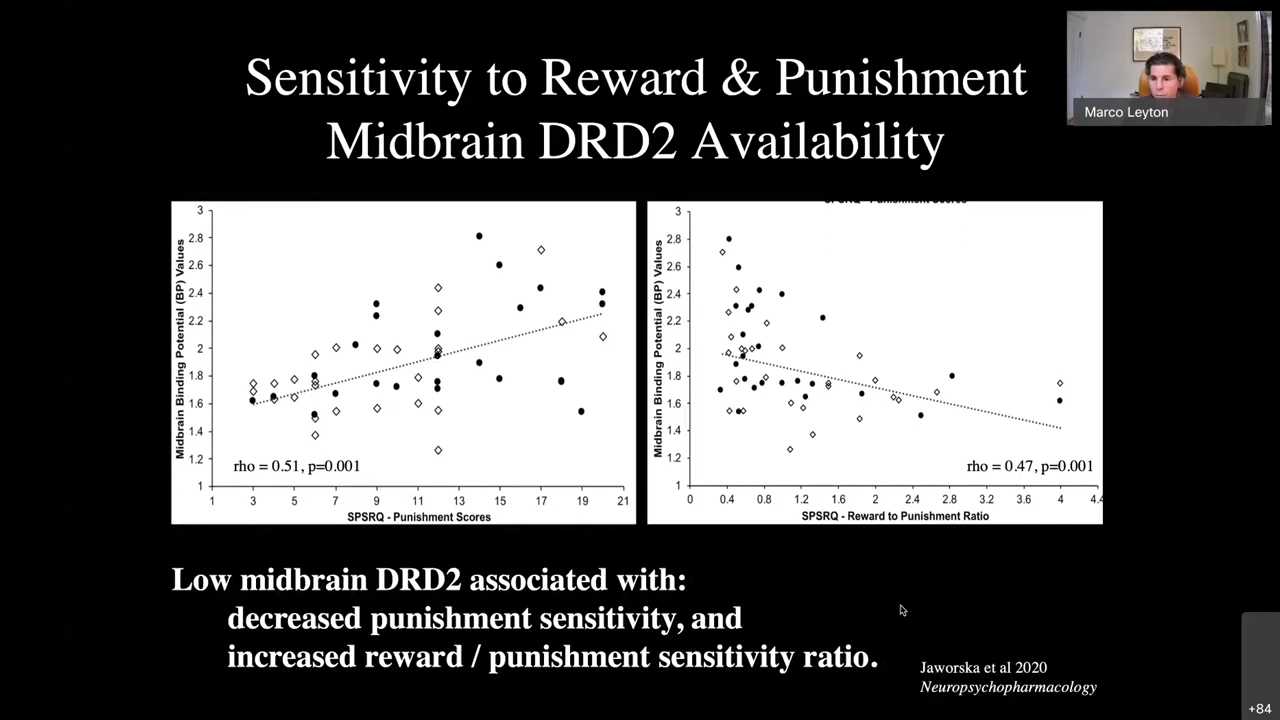 Sensitivity to Reward & Punishment
Midbrain DRD2 Availability
Marco Leyton
Midbrain Binding Potential (BP) Values
3
2.8
2.6
2.4
2.2
2
1.8
1.6
1.4
1.2
1
rho = 0.51, p=0.001
1 3 5 7 9 11 13 15 17 19 21
SPSRQ - Punishment Scores
SPSRQ - Punishment Scores
Midbrain Binding Potential (BP) Values
3
2.8
2.6
2.4
2.2
2
1.8
1.6
1.4
1.2
1
rho = 0.47, p=0.001
0 0.4 0.8 1.2 1.6 2 2.4 2.8 3.2 3.6 4 4.4
SPSRQ - Reward to Punishment Ratio
Low midbrain DRD2 associated with:
decreased punishment sensitivity, and
increased reward / punishment sensitivity ratio.
Jaworska et al 2020
Neuropsychopharmacology
+84